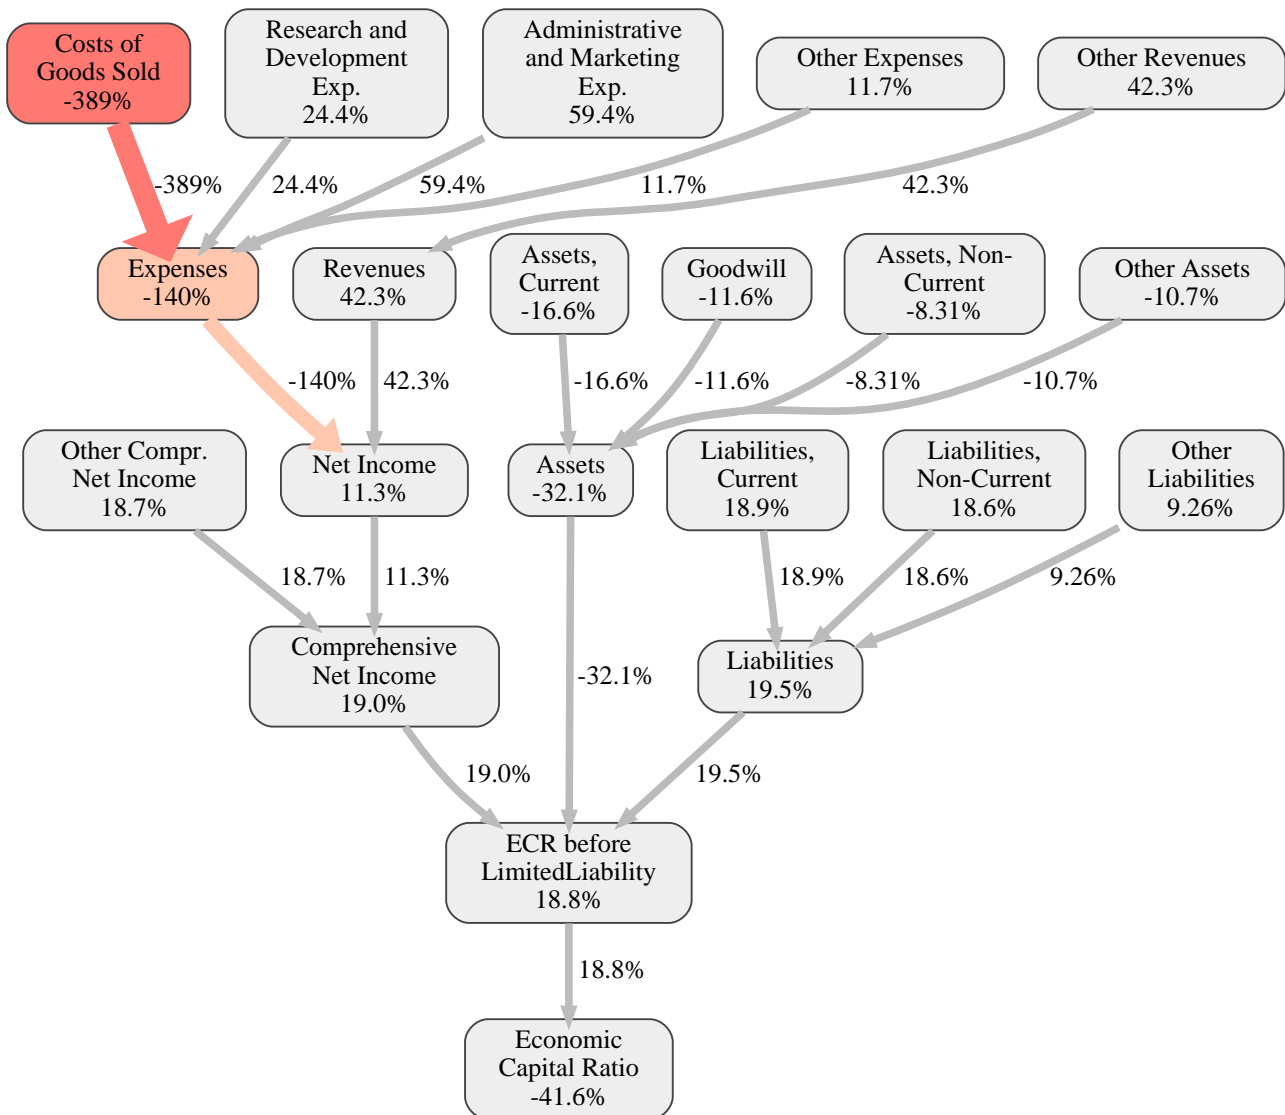 Costs of
Goods Sold
-389%
Research and
Development
Exp.
24.4%
Administrative
and Marketing
Exp.
59.4%
Other Expenses
11.7%
Other Revenues
42.3%
-389%
24.4%
59.4%
11.7%
42.3%
Expenses
-140%
Revenues
42.3%
Assets,
Current
-16.6%
Goodwill
-11.6%
Assets, Non-
Current
-8.31%
Other Assets
-10.7%
-140%
42.3%
-16.6%
-11.6%
-8.31%
-10.7%
Other Compr.
Net Income
18.7%
Net Income
11.3%
Assets
-32.1%
Liabilities,
Current
18.9%
Liabilities,
Non-Current
18.6%
Other
Liabilities
9.26%
18.7%
11.3%
18.9%
18.6%
9.26%
Comprehensive
Net Income
19.0%
-32.1%
Liabilities
19.5%
19.0%
19.5%
ECR before
LimitedLiability
18.8%
18.8%
Economic
Capital Ratio
-41.6%